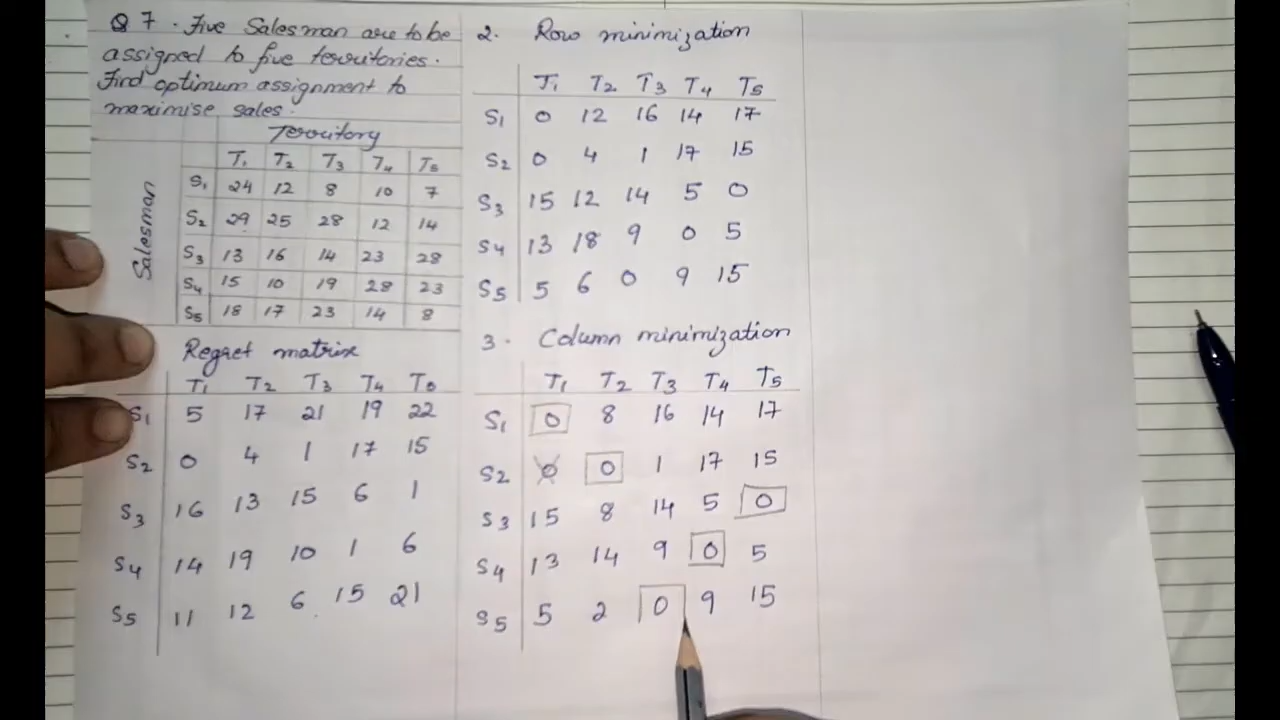 Q 7. Five Salesman are to be
assigned to five territories.
Find optimum assignment to
maximise sales.
Territory
Salesman
T1 T2 T3 T4 T5
S1 24 12 8 10 7
S2 29 25 28 12 14
S3 13 16 14 23 28
S4 15 10 19 28 23
S5 18 17 23 14 8
Regret matrix
T1 T2 T3 T4 T5
S1 5 17 21 19 22
S2 0 4 1 17 15
S3 16 13 15 6 1
S4 14 19 10 1 6
S5 11 12 6 15 21
2. Row minimization
T1 T2 T3 T4 T5
S1 0 12 16 14 17
S2 0 4 1 17 15
S3 15 12 14 5 0
S4 13 18 9 0 5
S5 5 6 0 9 15
3. Column minimization
T1 T2 T3 T4 T5
S1 0 8 16 14 17
S2 0 0 1 17 15
S3 15 8 14 5 0
S4 13 14 9 0 5
S5 5 2 0 9 15